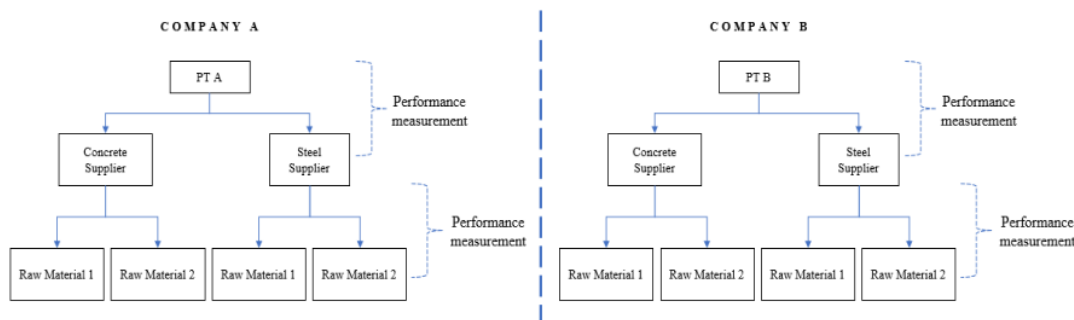 COMPANY A
PT A
Performance
measurement
Concrete
Supplier
Steel
Supplier
Performance
measurement
Raw Material 1
Raw Material 2
Raw Material 1
Raw Material 2
COMPANY B
PT B
Performance
measurement
Concrete
Supplier
Steel
Supplier
Performance
measurement
Raw Material 1
Raw Material 2
Raw Material 1
Raw Material 2